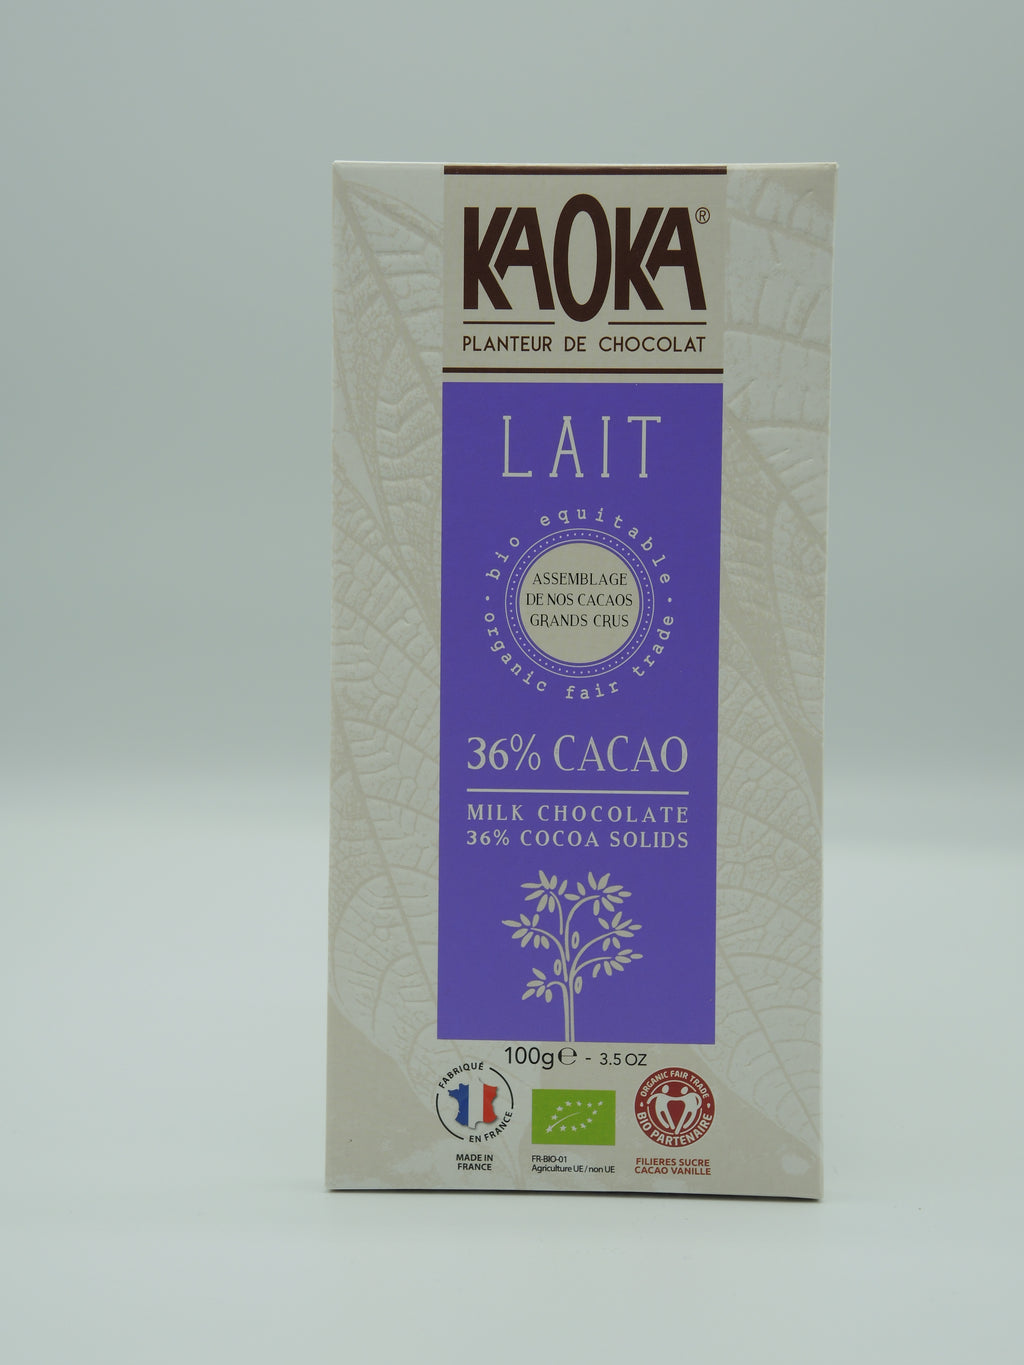 KAOKA®
PLANTEUR DE CHOCOLAT
LAIT
• bio equitable •
ASSEMBLAGE
DE NOS CACAOS
GRANDS CRUS
organic fair trade
36% CACAO
MILK CHOCOLATE
36% COCOA SOLIDS
100g℮ - 3.5 OZ
FABRIQUÉ
EN FRANCE
MADE IN
FRANCE
FR-BIO-01
Agriculture UE / non UE
• ORGANIC FAIR TRADE •
BIO PARTENAIRE
FILIERES SUCRE
CACAO VANILLE